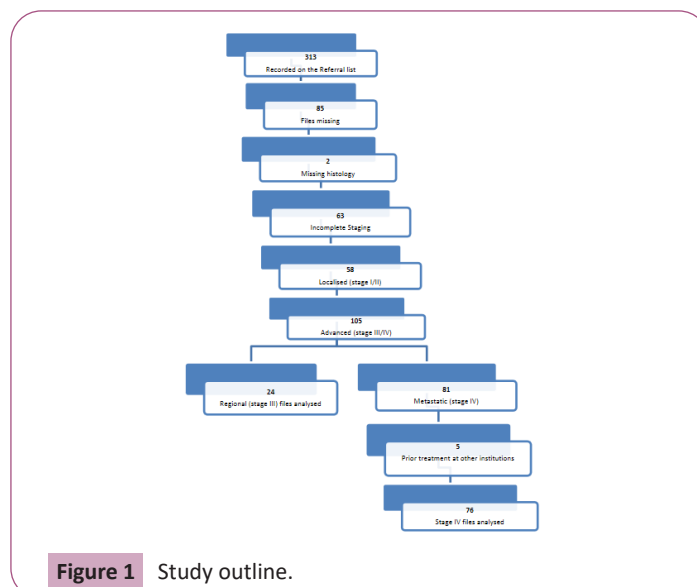 313
Recorded on the Referral list
85
Files missing
2
Missing histology
63
Incomplete Staging
58
Localised (stage I/II)
105
Advanced (stage III/IV)
24
Regional (stage III) files analysed
81
Metastatic (stage IV)
5
Prior treatment at other institutions
76
Stage IV files analysed
Figure 1 Study outline.